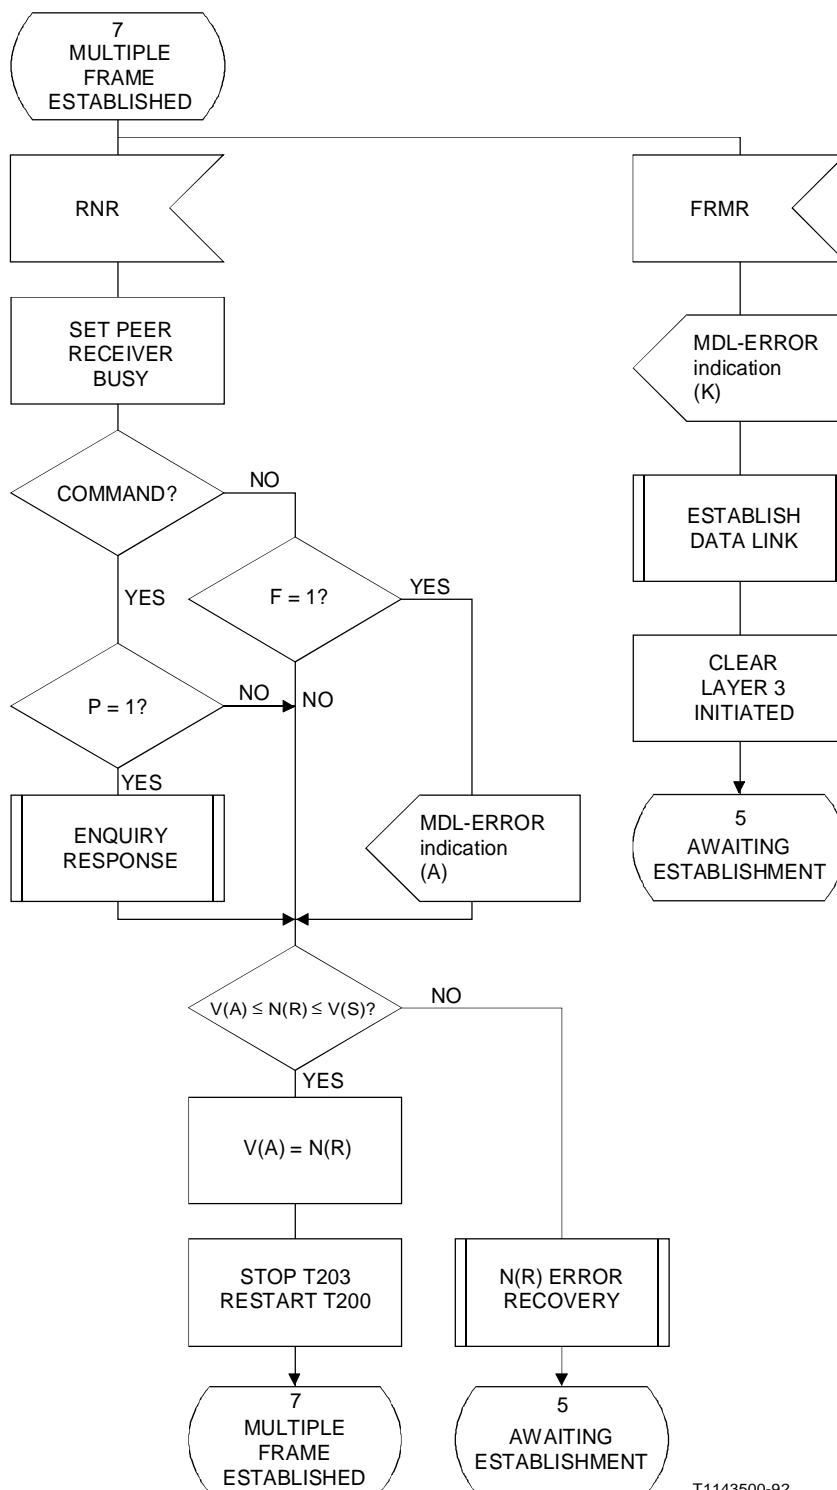 7
MULTIPLE
FRAME
ESTABLISHED
RNR
FRMR
SET PEER
RECEIVER
BUSY
MDL-ERROR
indication
(K)
COMMAND?
NO
YES
F = 1?
YES
ESTABLISH
DATA LINK
P = 1?
NO
NO
YES
CLEAR
LAYER 3
INITIATED
ENQUIRY
RESPONSE
MDL-ERROR
indication
(A)
5
AWAITING
ESTABLISHMENT
V(A) ≤ N(R) ≤ V(S)?
NO
YES
V(A) = N(R)
STOP T203
RESTART T200
N(R) ERROR
RECOVERY
7
MULTIPLE
FRAME
ESTABLISHED
5
AWAITING
ESTABLISHMENT
T1143500-92